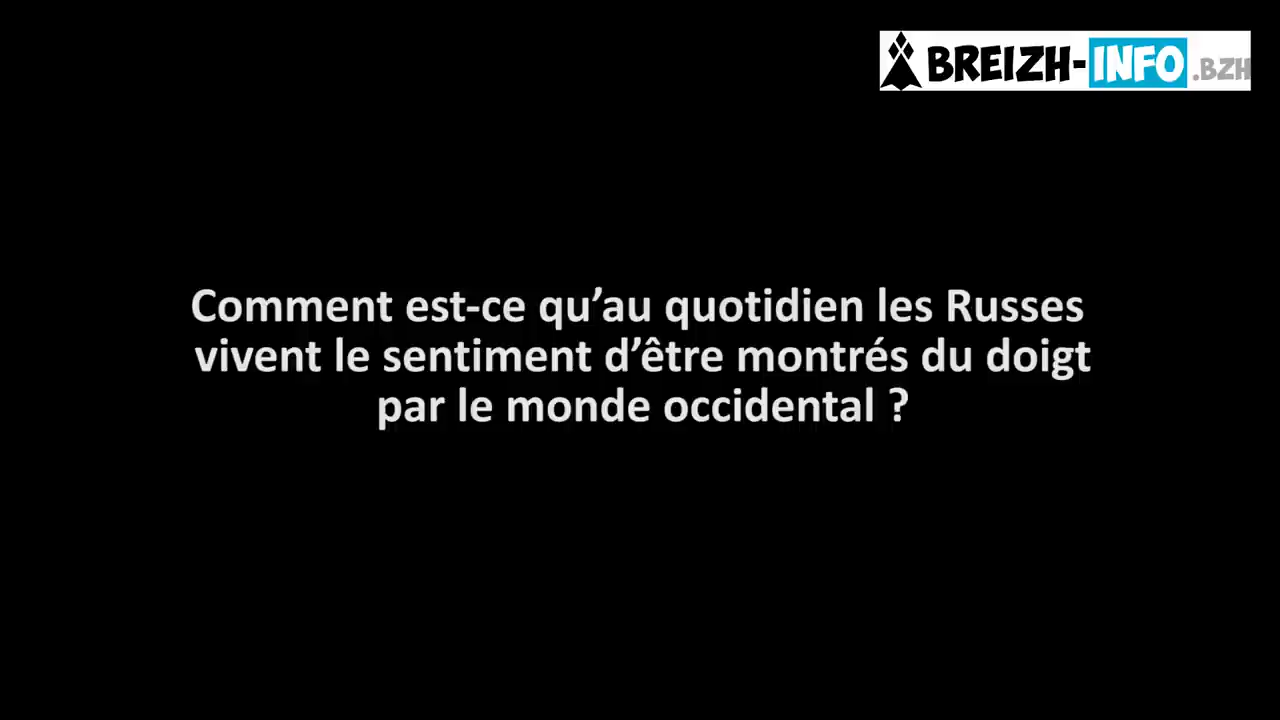 BREIZH-INFO.BZH
Comment est-ce qu’au quotidien les Russes
vivent le sentiment d’être montrés du doigt
par le monde occidental ?